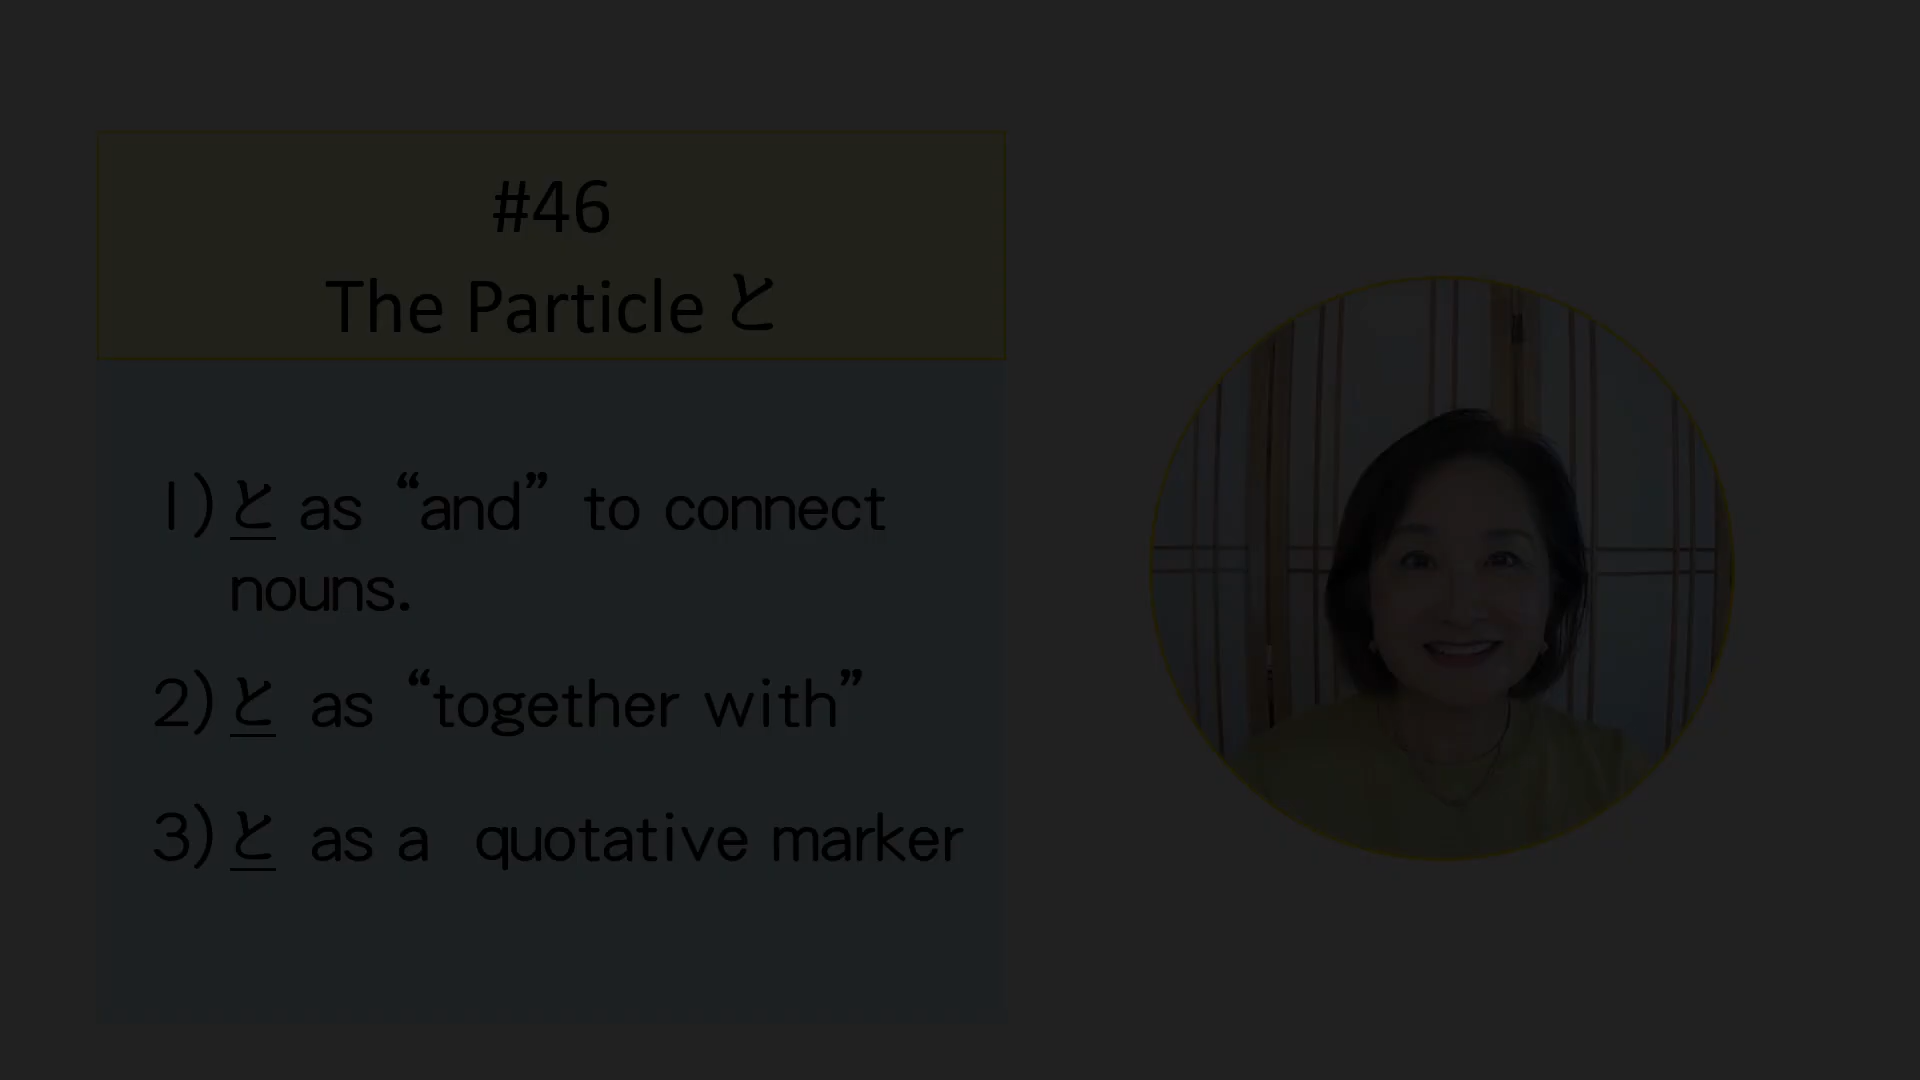 #46
The Particle と
1) と as “and” to connect
nouns.
2) と as “together with”
3) と as a quotative marker